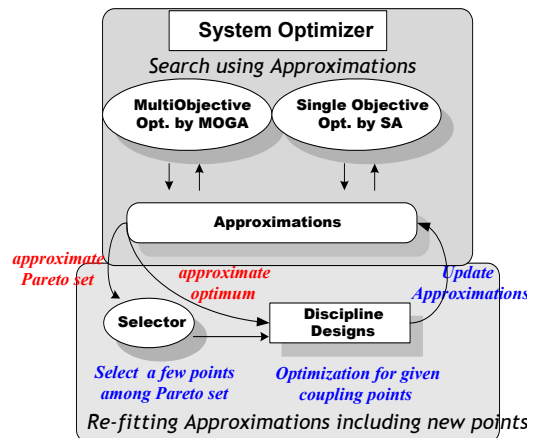 System Optimizer
Search using Approximations
MultiObjective
Opt. by MOGA
Single Objective
Opt. by SA
Approximations
approximate
Pareto set
approximate
optimum
Update
Approximations
Selector
Discipline
Designs
Select a few points
among Pareto set
Optimization for given
coupling points
Re-fitting Approximations including new points